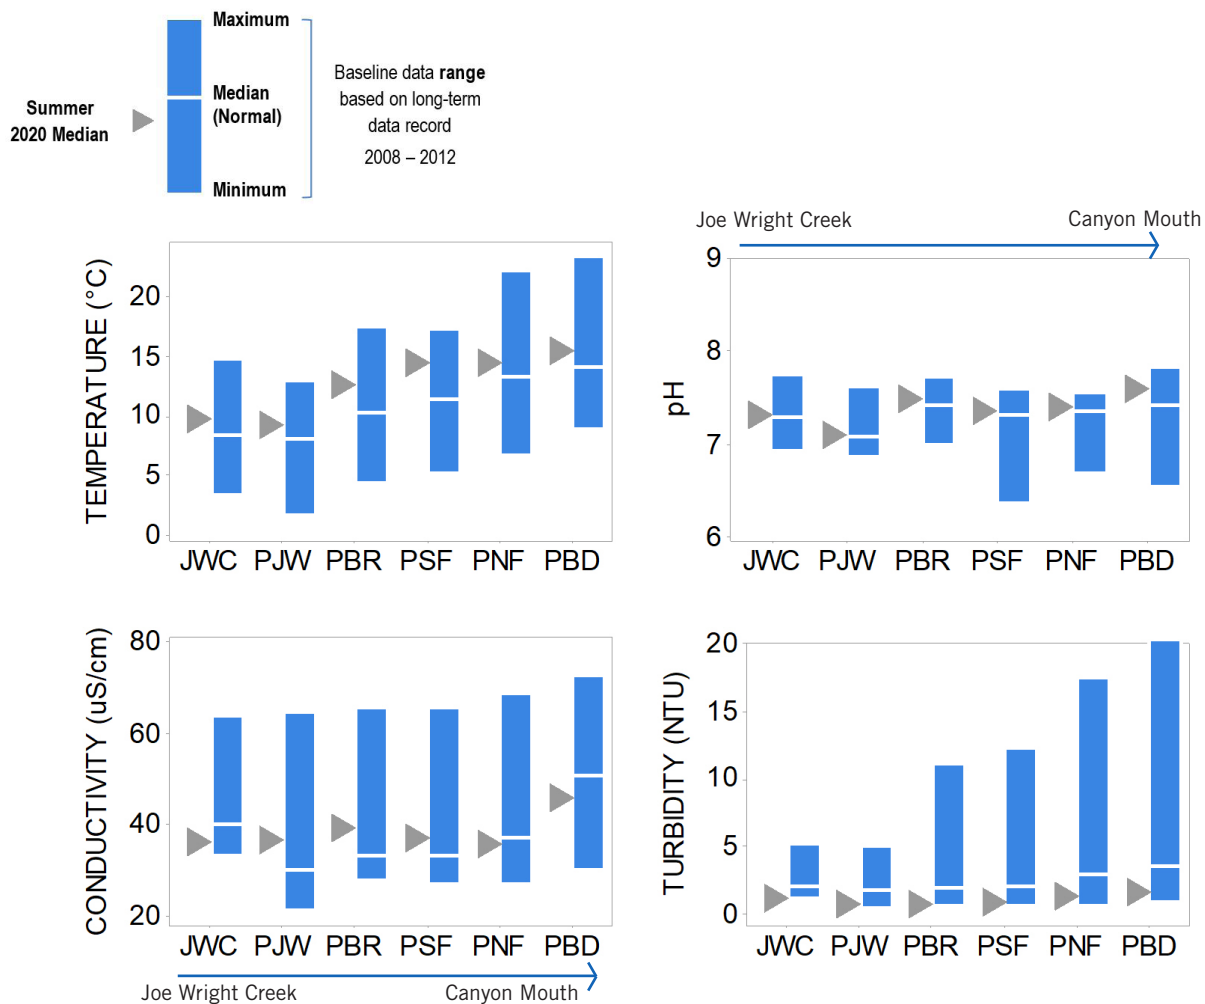 Maximum
Summer
2020 Median
Median
(Normal)
Minimum
Baseline data range
based on long-term
data record
2008 – 2012
TEMPERATURE (°C)
20
15
10
5
0
JWC PJW PBR PSF PNF PBD
Joe Wright Creek Canyon Mouth
pH
9
8
7
6
JWC PJW PBR PSF PNF PBD
CONDUCTIVITY (uS/cm)
80
60
40
20
JWC PJW PBR PSF PNF PBD
Joe Wright Creek Canyon Mouth
TURBIDITY (NTU)
20
15
10
5
0
JWC PJW PBR PSF PNF PBD